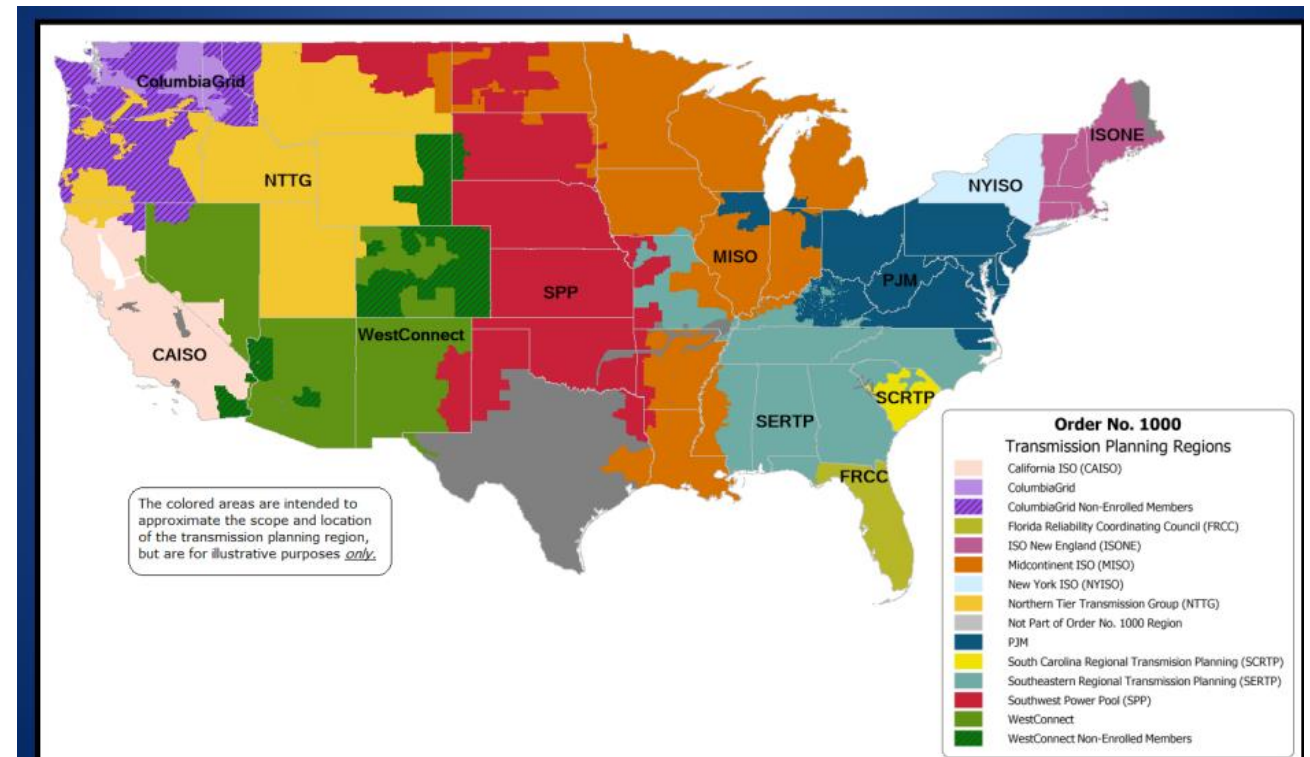 ColumbiaGrid
ISONE
NTTG
NYISO
MISO
PJM
SPP
WestConnect
CAISO
SCRTP
SERTP
FRCC
The colored areas are intended to
approximate the scope and location
of the transmission planning region,
but are for illustrative purposes only.
Order No. 1000
Transmission Planning Regions
California ISO (CAISO)
ColumbiaGrid
ColumbiaGrid Non-Enrolled Members
Florida Reliability Coordinating Council (FRCC)
ISO New England (ISONE)
Midcontinent ISO (MISO)
New York ISO (NYISO)
Northern Tier Transmission Group (NTTG)
Not Part of Order No. 1000 Region
PJM
South Carolina Regional Transmision Planning (SCRTP)
Southeastern Regional Transmission Planning (SERTP)
Southwest Power Pool (SPP)
WestConnect
WestConnect Non-Enrolled Members